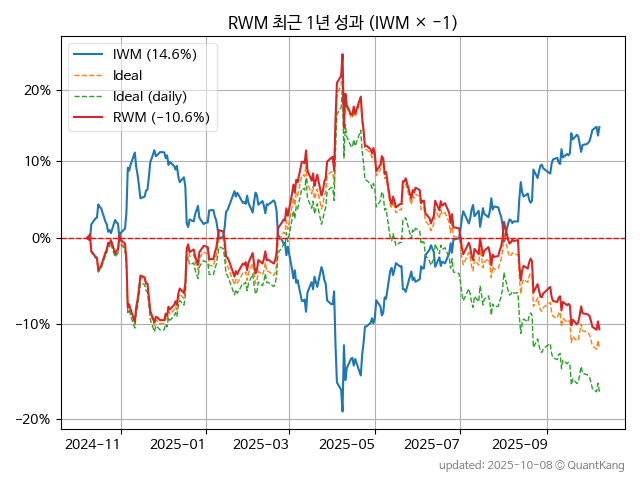 RWM 최근 1년 성과 (IWM × −1)
IWM (14.6%)
Ideal
Ideal (daily)
RWM (−10.6%)
20%
10%
0%
−10%
−20%
2024-11
2025-01
2025-03
2025-05
2025-07
2025-09
updated: 2025-10-08 © QuantKang